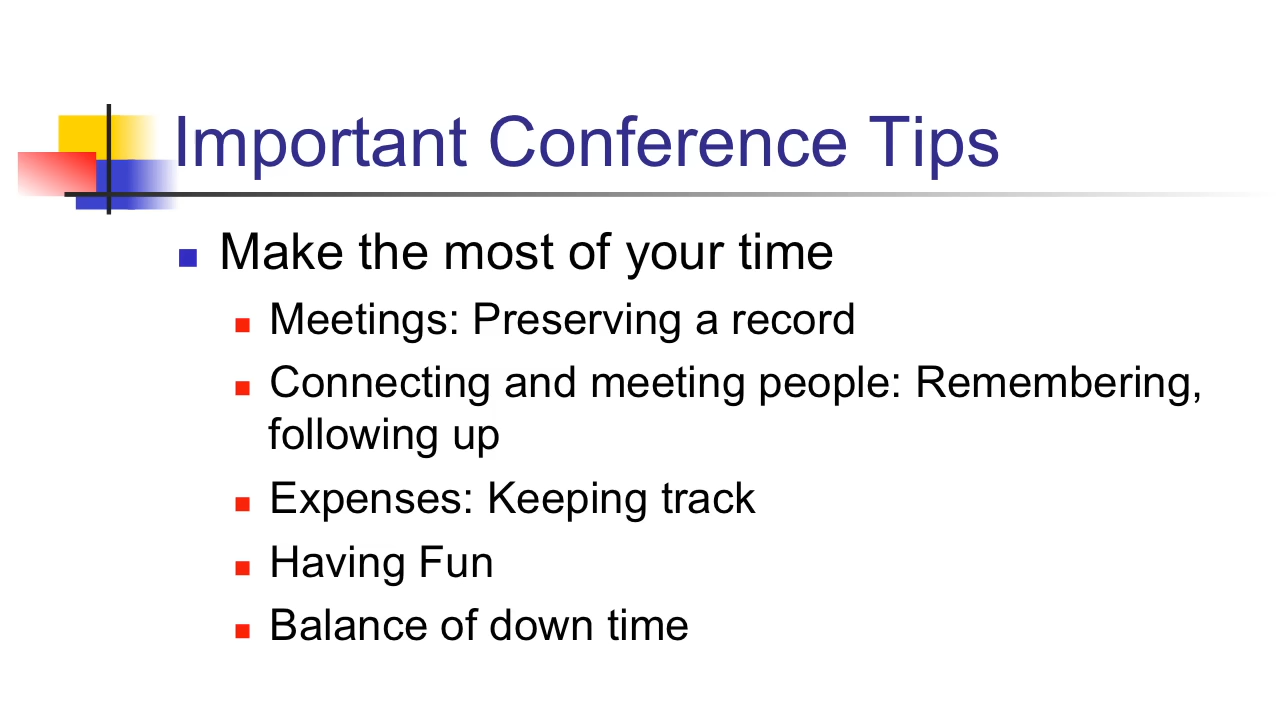 Important Conference Tips
Make the most of your time
Meetings: Preserving a record
Connecting and meeting people: Remembering,
following up
Expenses: Keeping track
Having Fun
Balance of down time